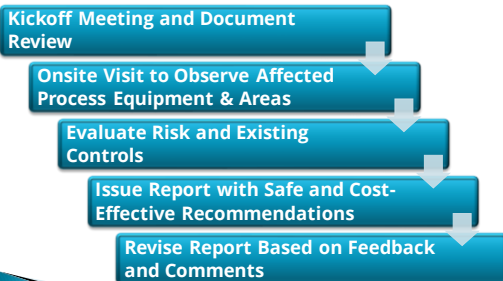 Kickoff Meeting and Document
Review
Onsite Visit to Observe Affected
Process Equipment & Areas
Evaluate Risk and Existing
Controls
Issue Report with Safe and Cost-
Effective Recommendations
Revise Report Based on Feedback
and Comments